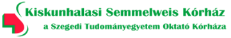 Kiskunhalasi Semmelweis Kórház
a Szegedi Tudományegyetem Oktató Kórháza